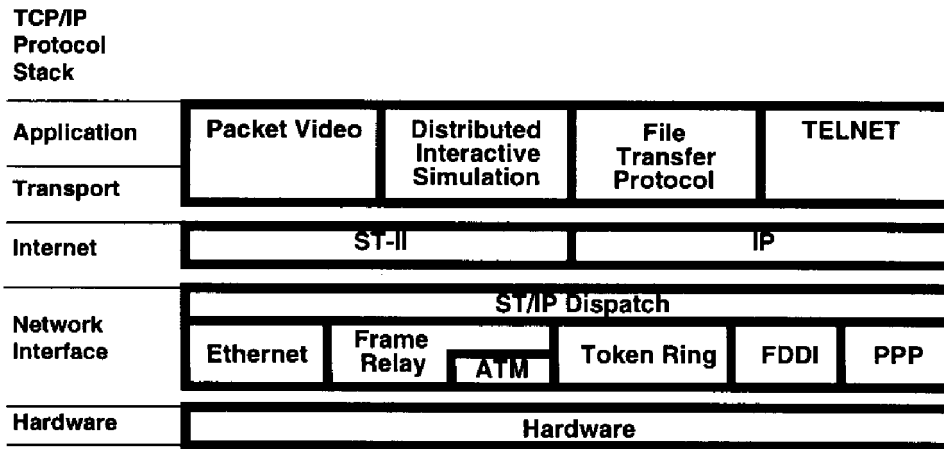 TCP/IP
Protocol
Stack
Application
Transport
Packet Video
Distributed
Interactive
Simulation
File
Transfer
Protocol
TELNET
Internet
ST-II
IP
Network
Interface
ST/IP Dispatch
Ethernet
Frame
Relay
ATM
Token Ring
FDDI
PPP
Hardware
Hardware